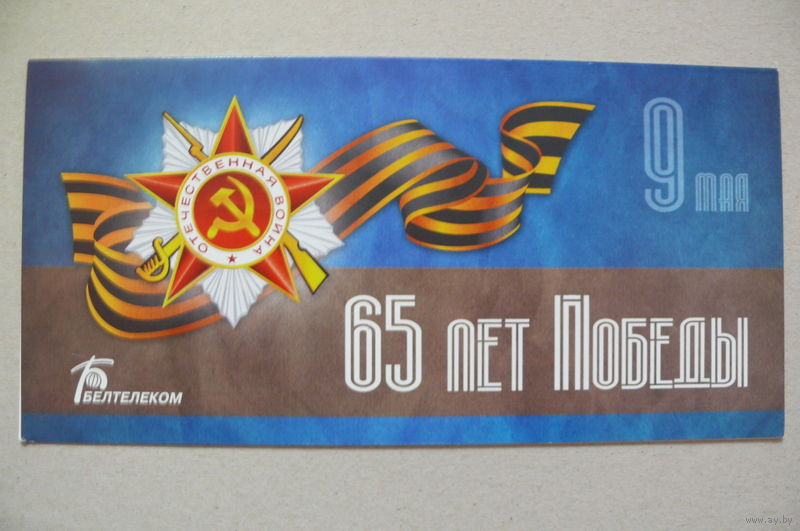 9 мая
ОТЕЧЕСТВЕННАЯ ВОЙНА
65 лет Победы
БЕЛТЕЛЕКОМ
www.ay.by